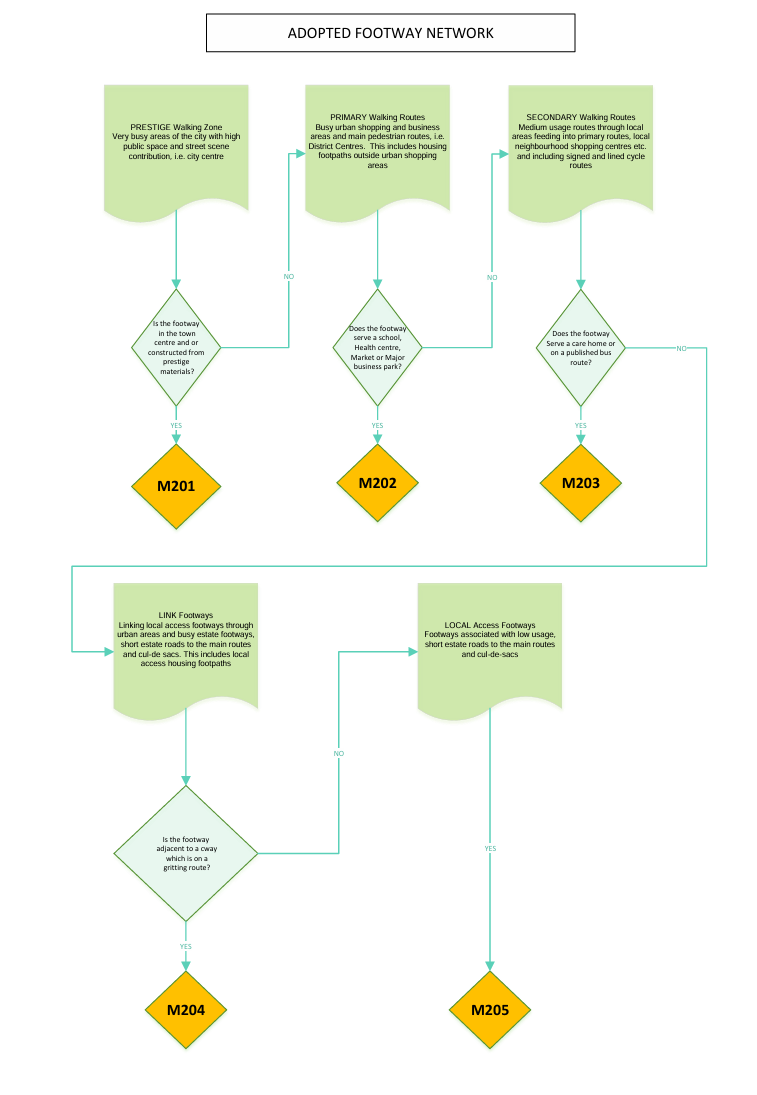 ADOPTED FOOTWAY NETWORK
PRESTIGE Walking Zone
Very busy areas of the city with high
public space and street scene
contribution, i.e. city centre
PRIMARY Walking Routes
Busy urban shopping and business
areas and main pedestrian routes, i.e.
District Centres. This includes housing
footpaths outside urban shopping
areas
SECONDARY Walking Routes
Medium usage routes through local
areas feeding into primary routes, local
neighbourhood shopping centres etc.
and including signed and lined cycle
routes
NO
NO
Is the footway
in the town
centre and or
constructed from
prestige
materials?
Does the footway
serve a school,
Health centre,
Market or Major
business park?
Does the footway
Serve a care home or
on a published bus
route?
NO
YES
YES
YES
M201
M202
M203
LINK Footways
Linking local access footways through
urban areas and busy estate footways,
short estate roads to the main routes
and cul-de sacs. This includes local
access housing footpaths
LOCAL Access Footways
Footways associated with low usage,
short estate roads to the main routes
and cul-de-sacs
NO
Is the footway
adjacent to a cway
which is on a
gritting route?
YES
YES
M204
M205